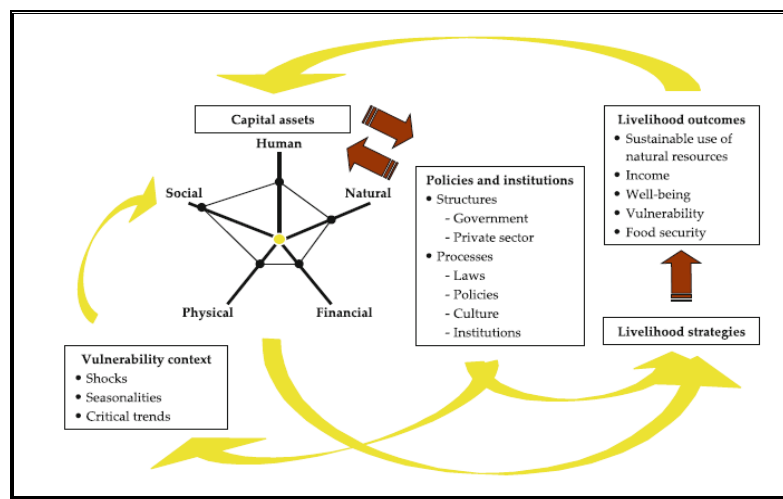 Capital assets
Human
Social
Natural
Physical
Financial
Vulnerability context
• Shocks
• Seasonalities
• Critical trends
Policies and institutions
• Structures
- Government
- Private sector
• Processes
- Laws
- Policies
- Culture
- Institutions
Livelihood outcomes
• Sustainable use of
natural resources
• Income
• Well-being
• Vulnerability
• Food security
Livelihood strategies